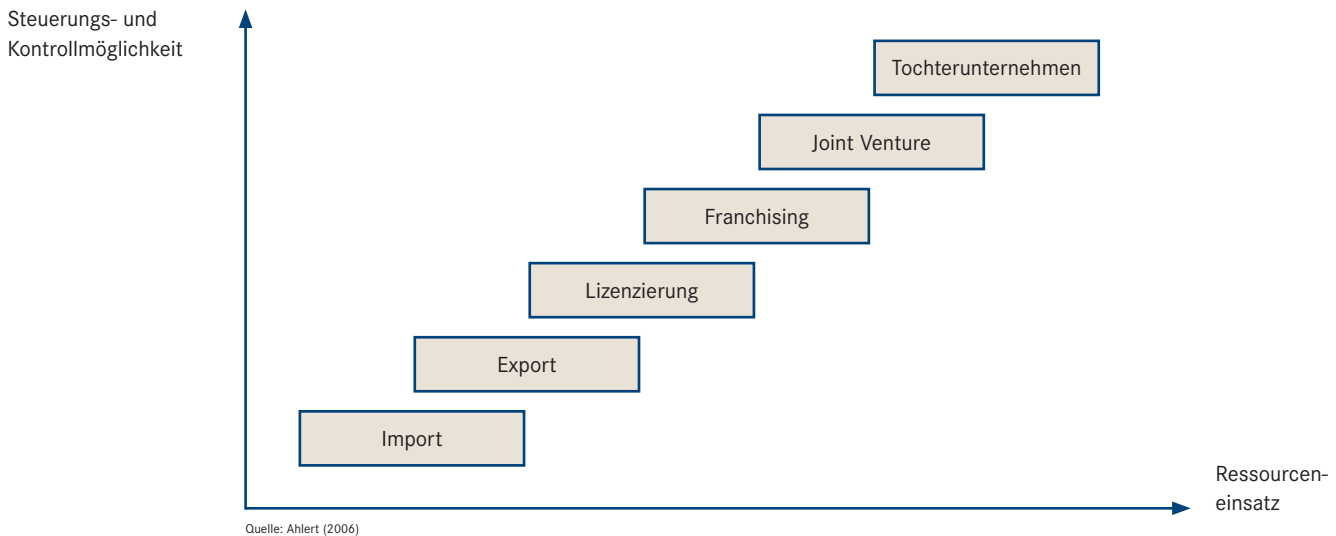 Steuerungs- und
Kontrollmöglichkeit
Tochterunternehmen
Joint Venture
Franchising
Lizenzierung
Export
Import
Ressourcen-
einsatz
Quelle: Ahlert (2006)